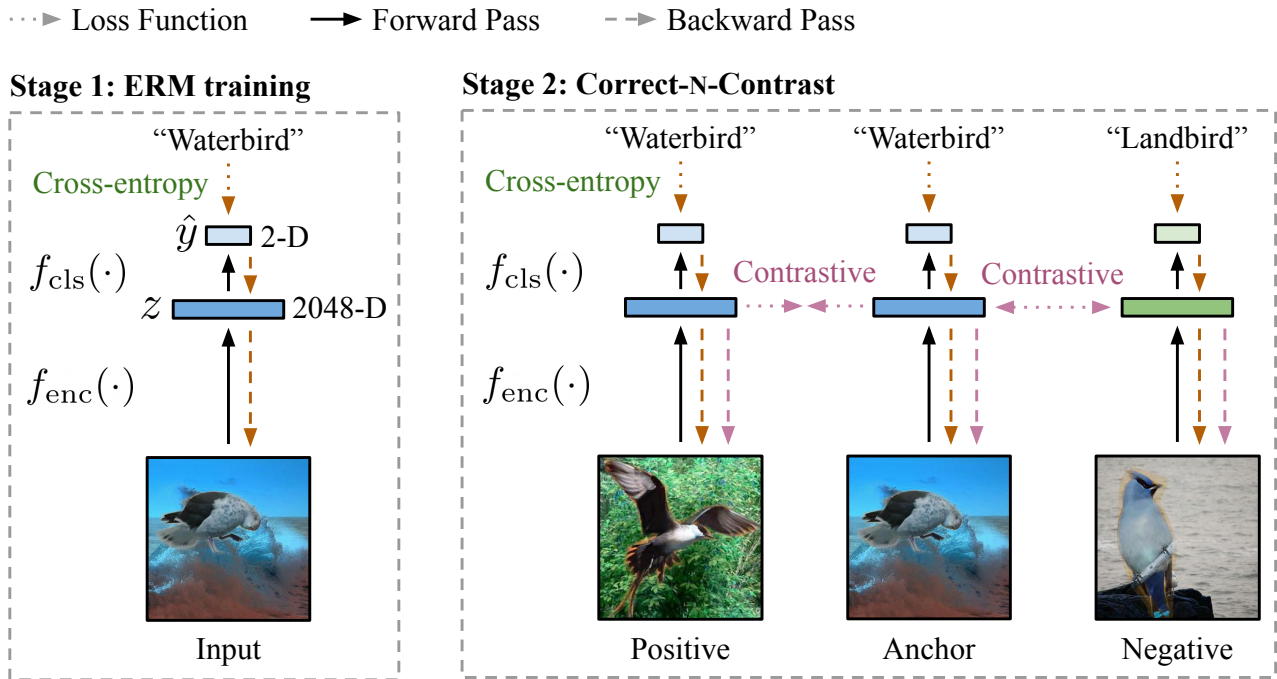 Loss Function Forward Pass Backward Pass
Stage 1: ERM training
Stage 2: Correct-N-Contrast
“Waterbird”
Cross-entropy
ŷ 2-D
f_cls(·)
z 2048-D
f_enc(·)
Input
“Waterbird” “Waterbird” “Landbird”
Cross-entropy
f_cls(·) Contrastive Contrastive
f_enc(·)
Positive Anchor Negative